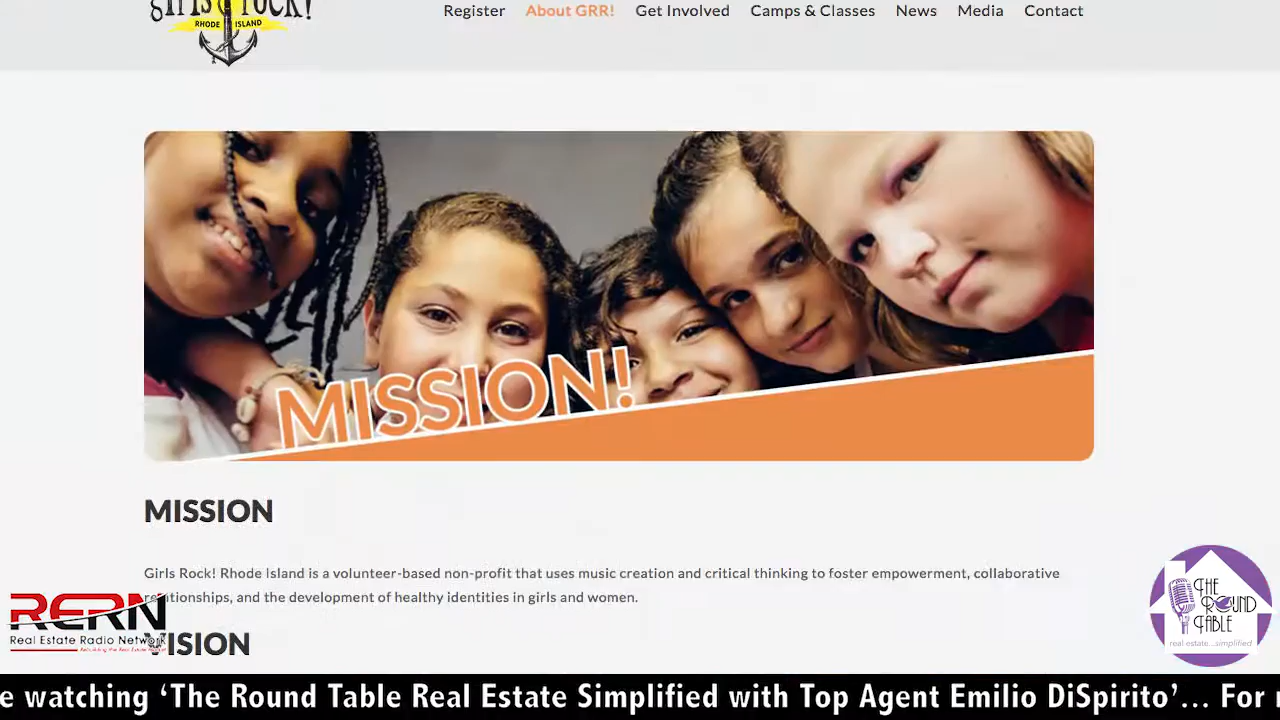 girls rock!
RHODE ISLAND
Register About GRR! Get Involved Camps & Classes News Media Contact
MISSION!
MISSION
Girls Rock! Rhode Island is a volunteer-based non-profit that uses music creation and critical thinking to foster empowerment, collaborative
relationships, and the development of healthy identities in girls and women.
VISION
RERN
Real Estate Radio Network
THE
ROUND
TABLE
real estate...simplified
e watching ‘The Round Table Real Estate Simplified with Top Agent Emilio DiSpirito’... For